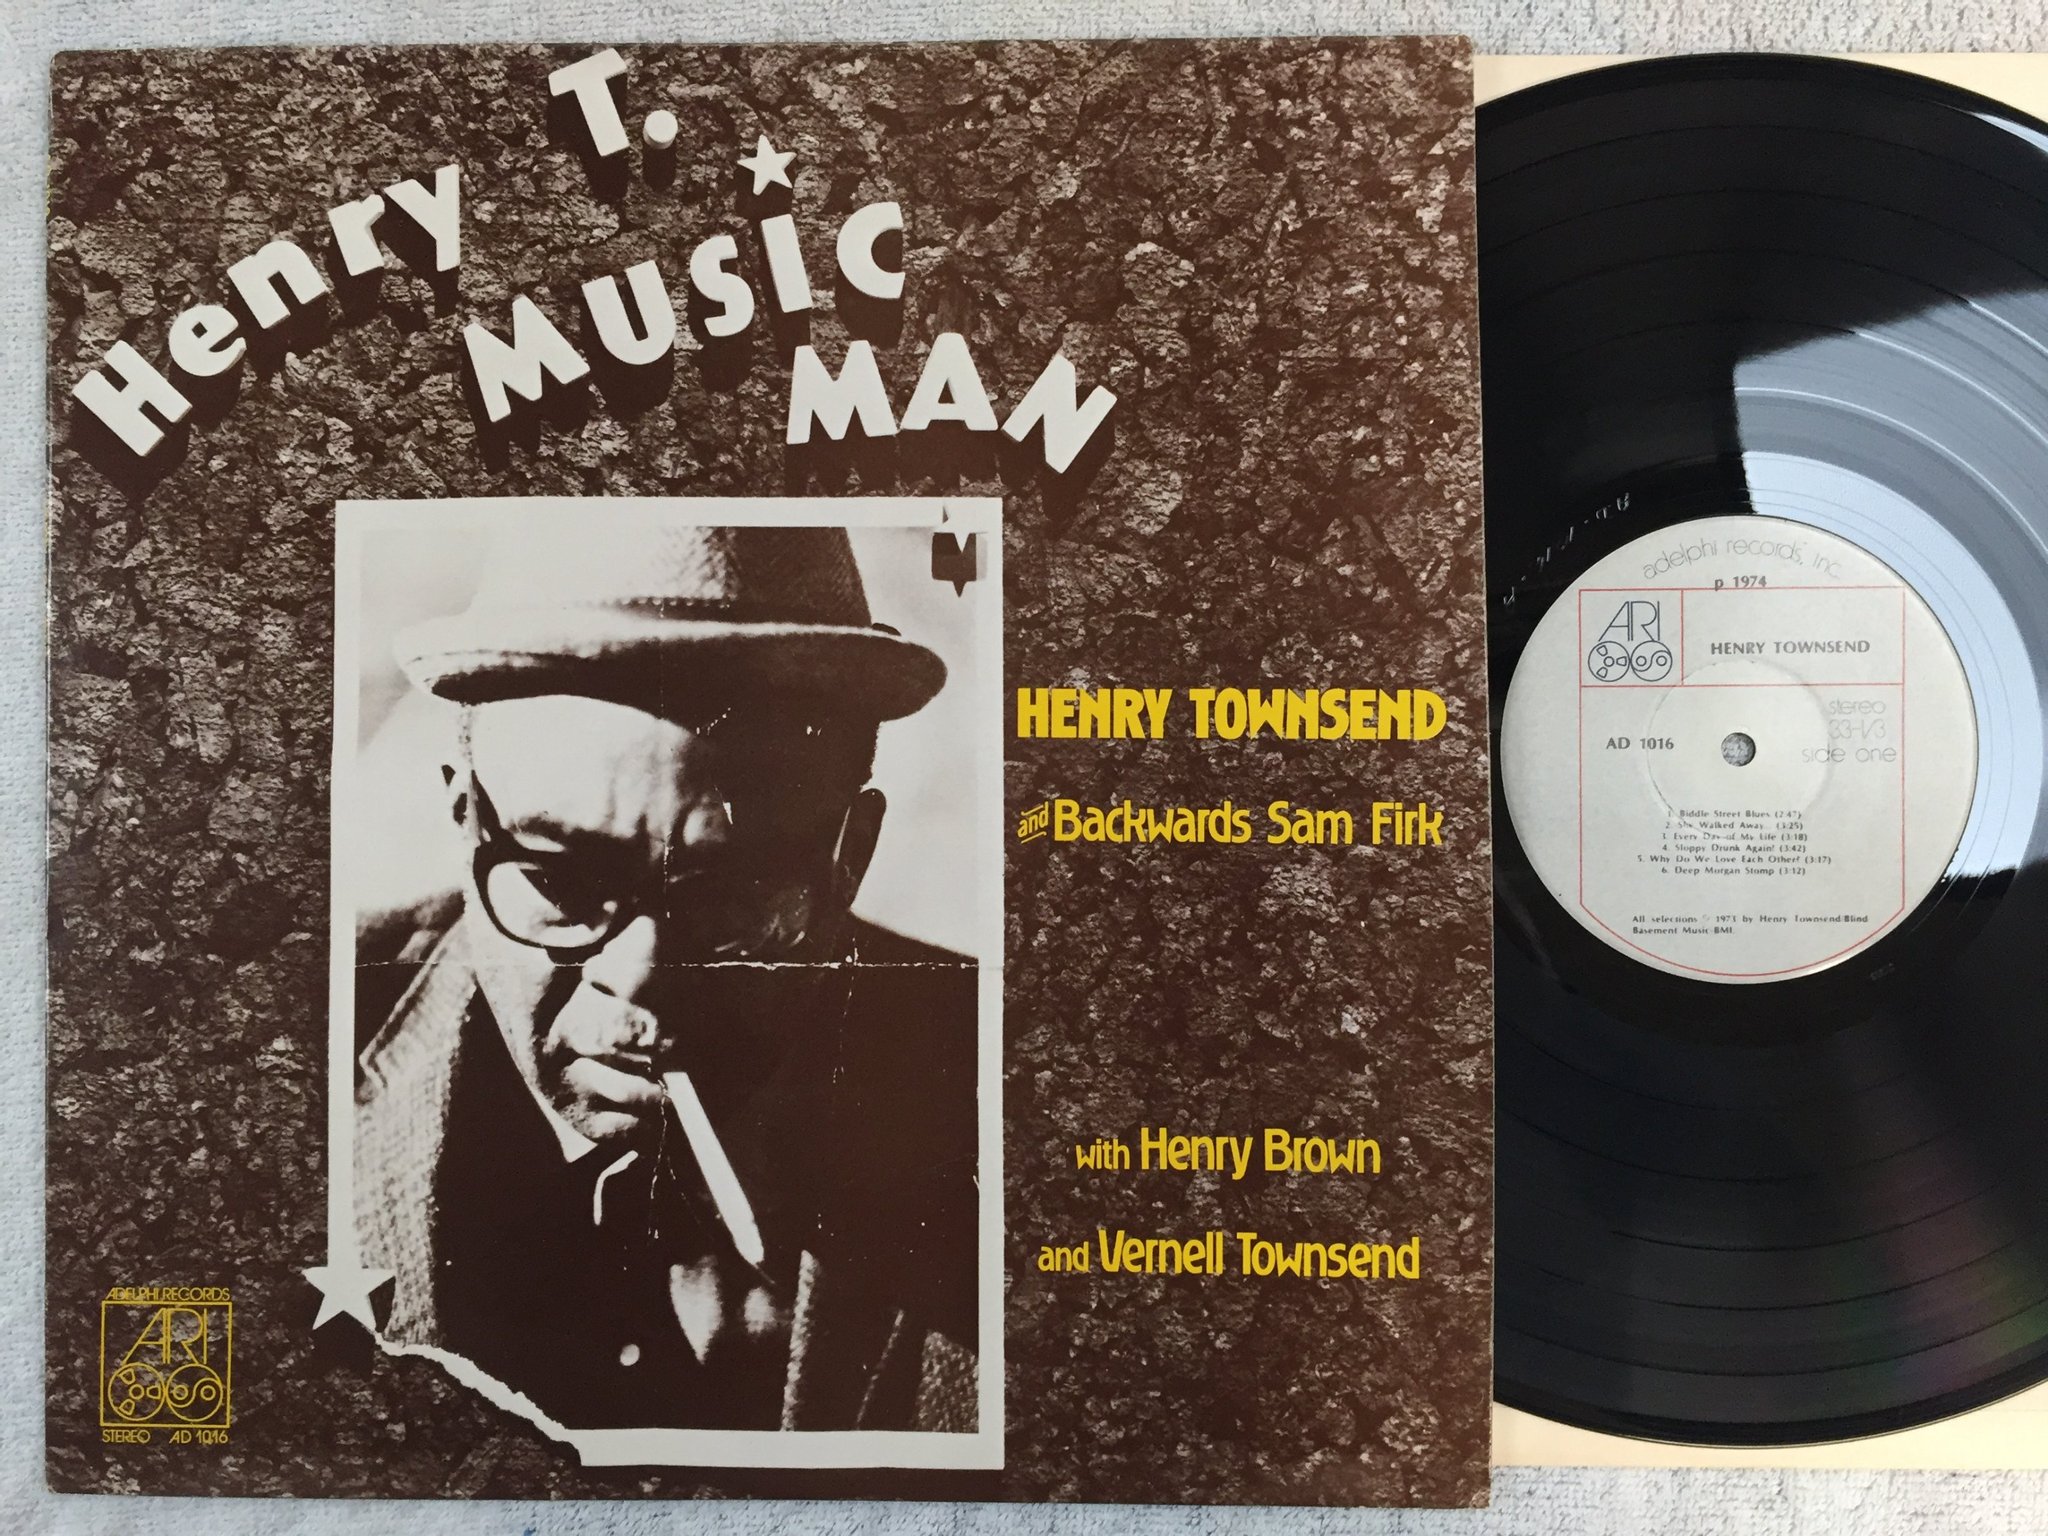 Henry T.
MUSIC
MAN
HENRY TOWNSEND
and Backwards Sam Firk
with Henry Brown
and Vernell Townsend
ADELPHI RECORDS
ARI
STEREO AD 1016
adelphi records, inc.
p 1974
ARI
HENRY TOWNSEND
stereo
33-1/3
side one
AD 1016
1. Biddle Street Blues (2:47)
2. She Walked Away... (3:25)
3. Every Day of My Life (3:18)
4. Sloppy Drunk Again! (3:42)
5. Why Do We Love Each Other? (3:17)
6. Deep Morgan Stomp (3:12)
All selections © 1973 by Henry Townsend-Blind
Basement Music-BMI.